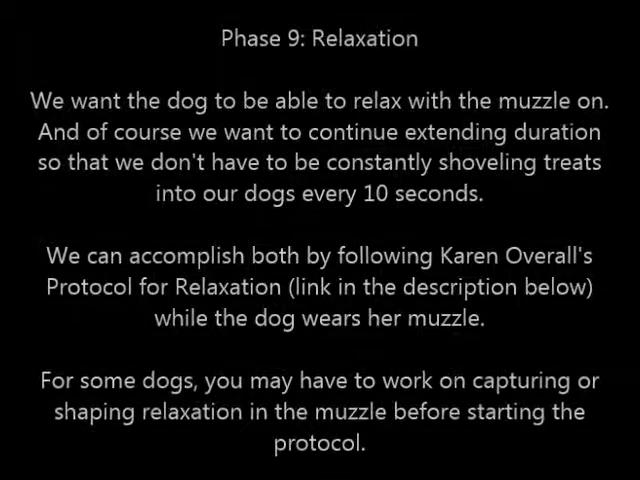 Phase 9: Relaxation
We want the dog to be able to relax with the muzzle on.
And of course we want to continue extending duration
so that we don't have to be constantly shoveling treats
into our dogs every 10 seconds.
We can accomplish both by following Karen Overall's
Protocol for Relaxation (link in the description below)
while the dog wears her muzzle.
For some dogs, you may have to work on capturing or
shaping relaxation in the muzzle before starting the
protocol.